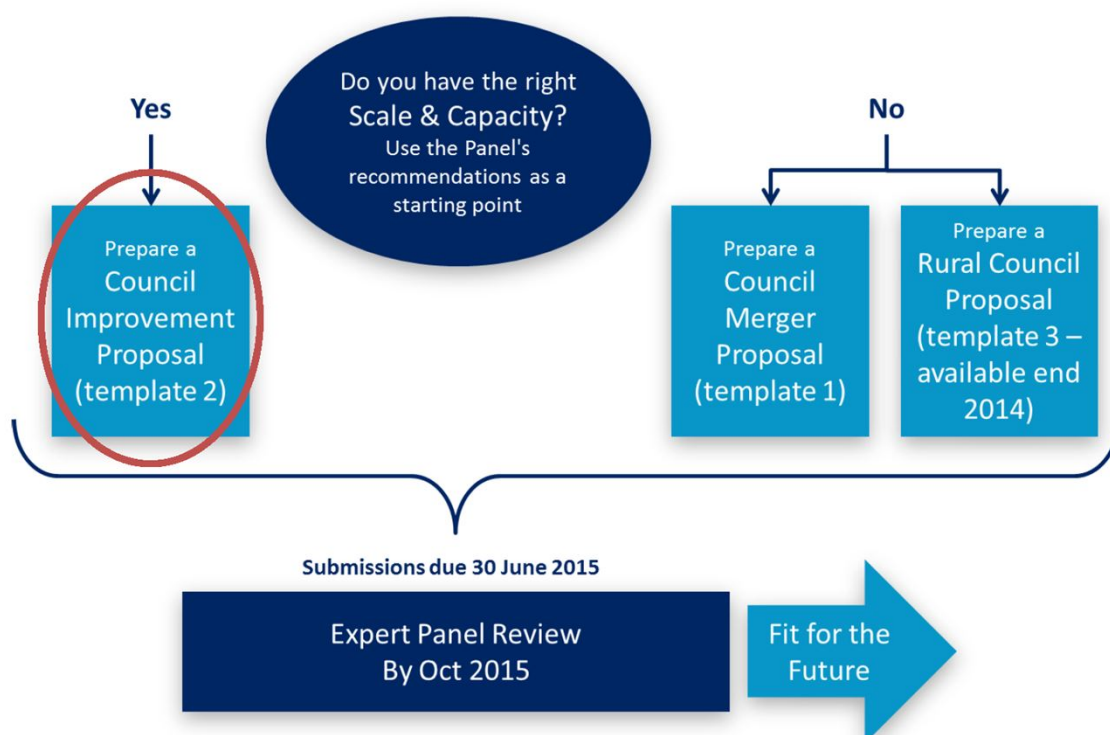 Do you have the right
Scale & Capacity?
Use the Panel's
recommendations as a
starting point
Yes
No
Prepare a
Council
Improvement
Proposal
(template 2)
Prepare a
Council
Merger
Proposal
(template 1)
Prepare a
Rural Council
Proposal
(template 3 –
available end
2014)
Submissions due 30 June 2015
Expert Panel Review
By Oct 2015
Fit for the
Future